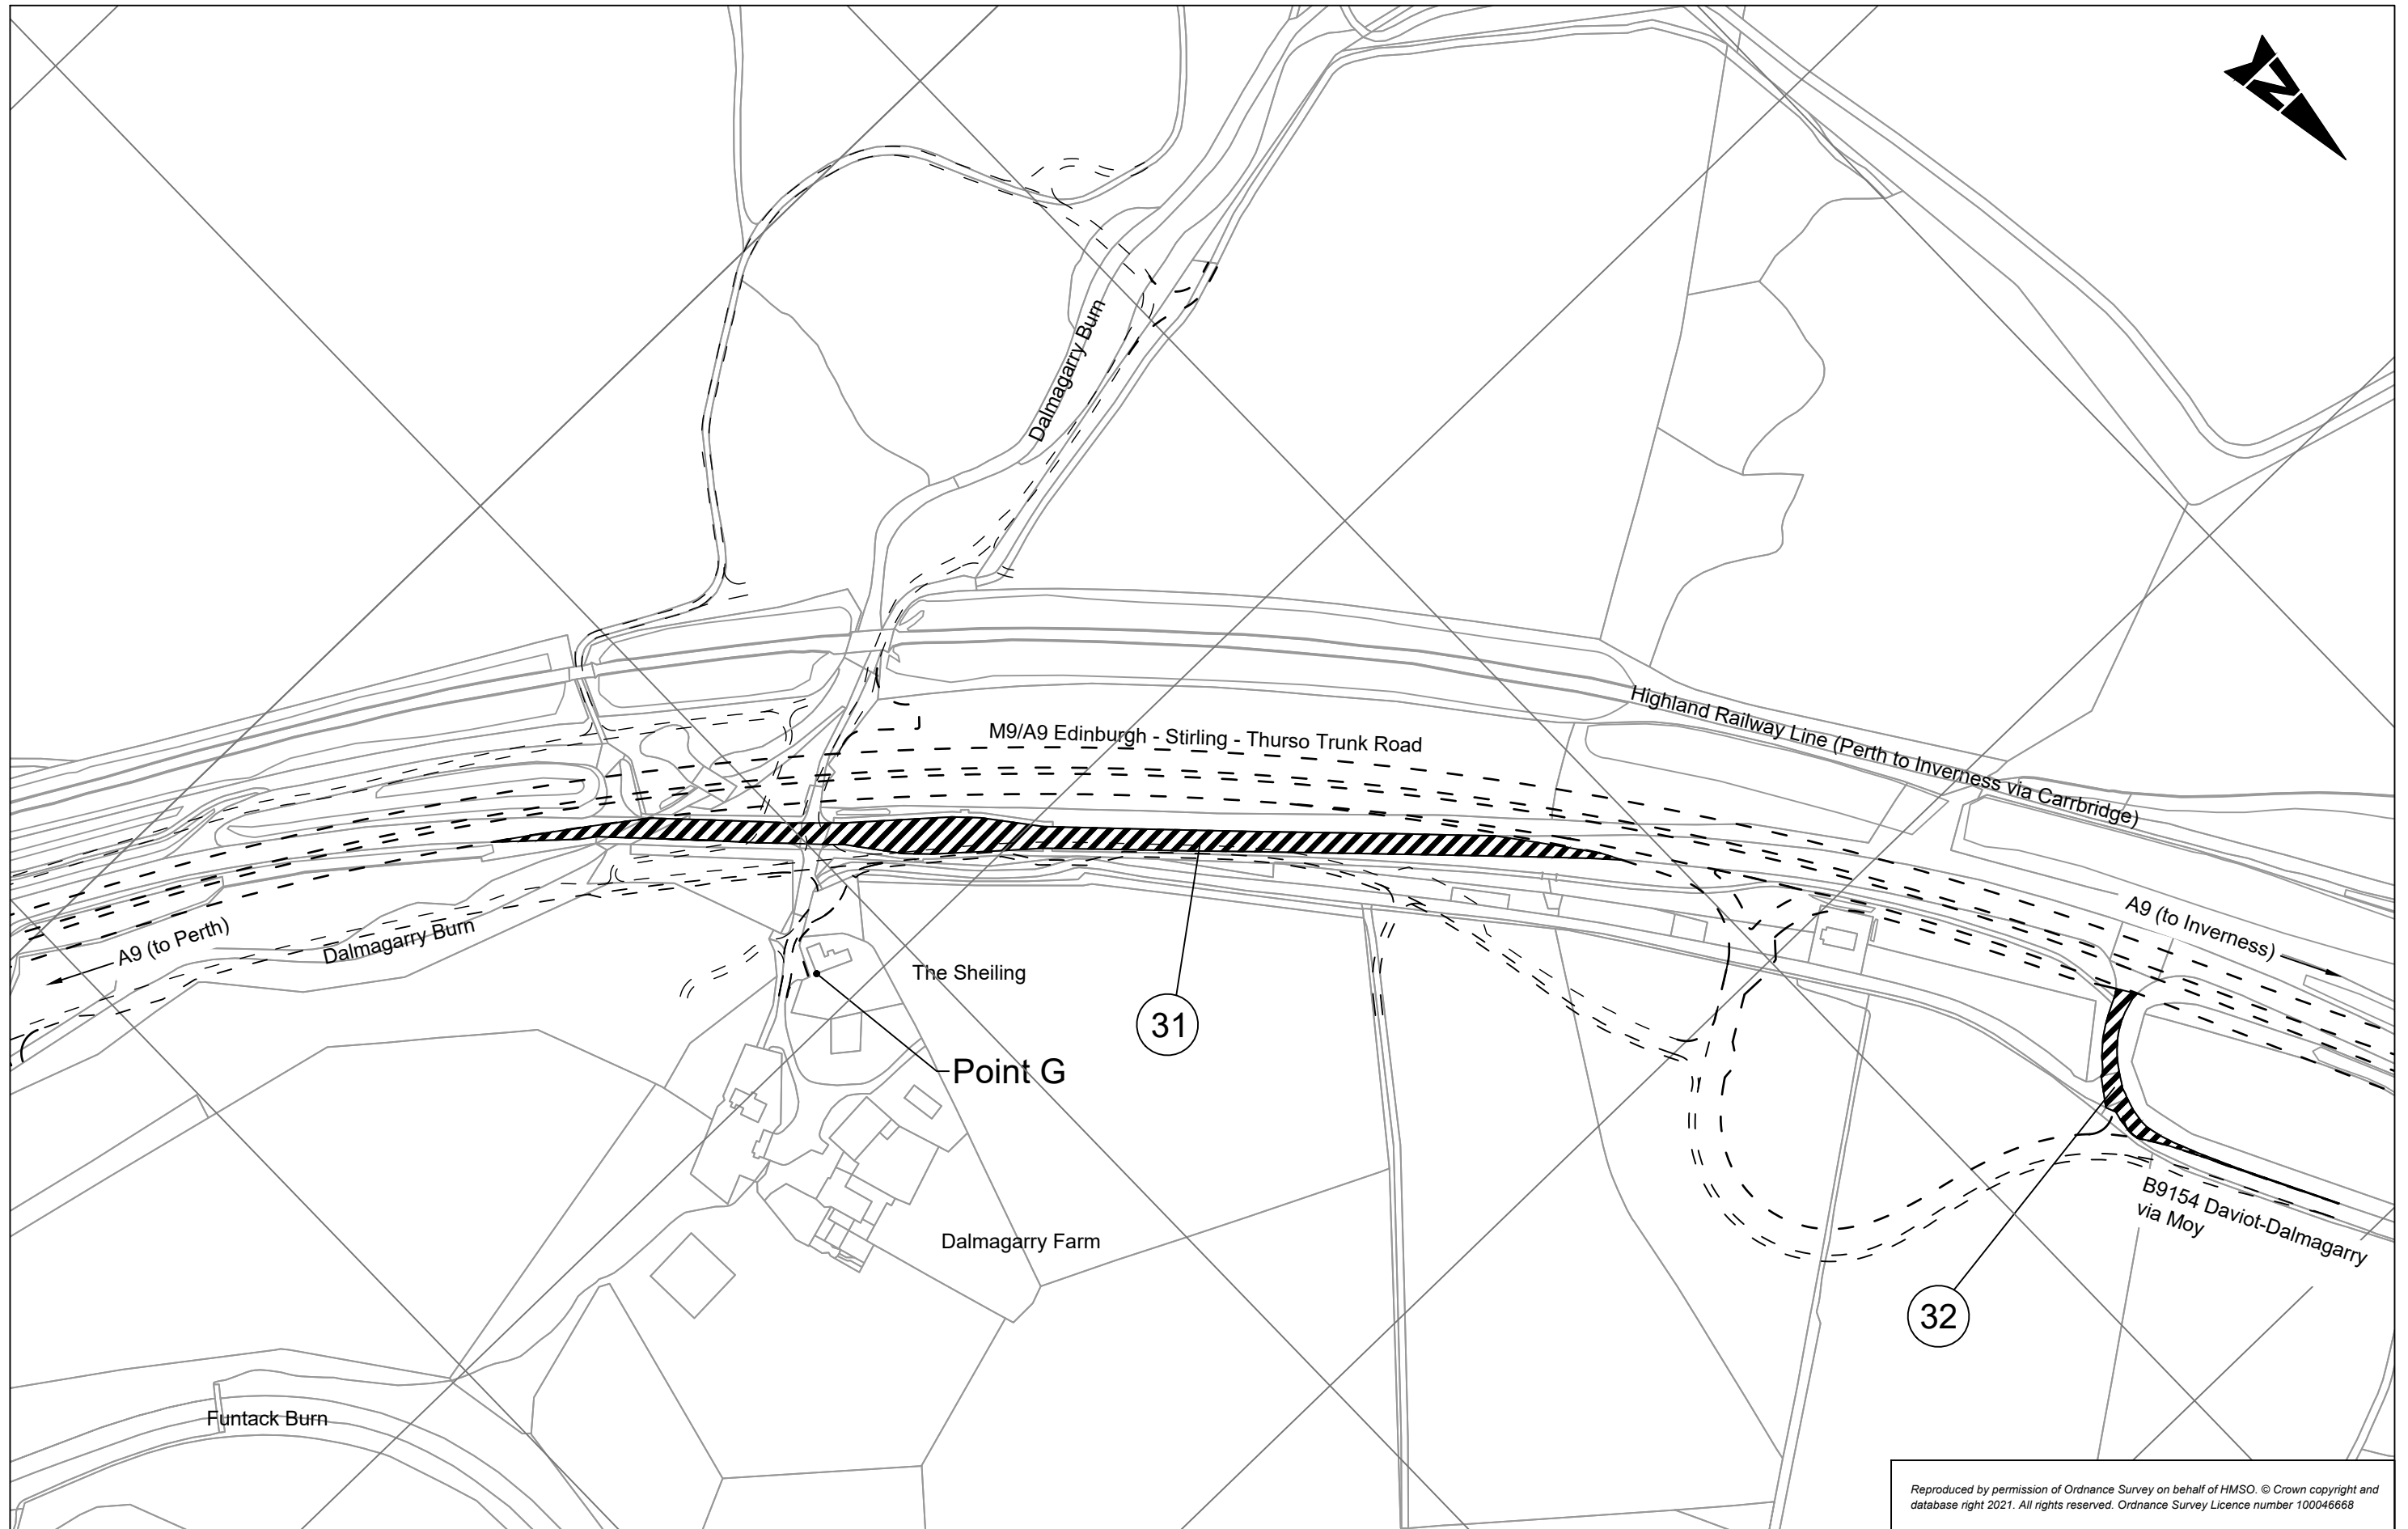 N
Dalmagarry Burn
M9/A9 Edinburgh - Stirling - Thurso Trunk Road
Highland Railway Line (Perth to Inverness via Carrbridge)
A9 (to Perth)
Dalmagarry Burn
A9 (to Inverness)
The Sheiling
31
Point G
B9154 Daviot-Dalmagarry
via Moy
Dalmagarry Farm
32
Funtack Burn
Reproduced by permission of Ordnance Survey on behalf of HMSO. © Crown copyright and
database right 2021. All rights reserved. Ordnance Survey Licence number 100046668